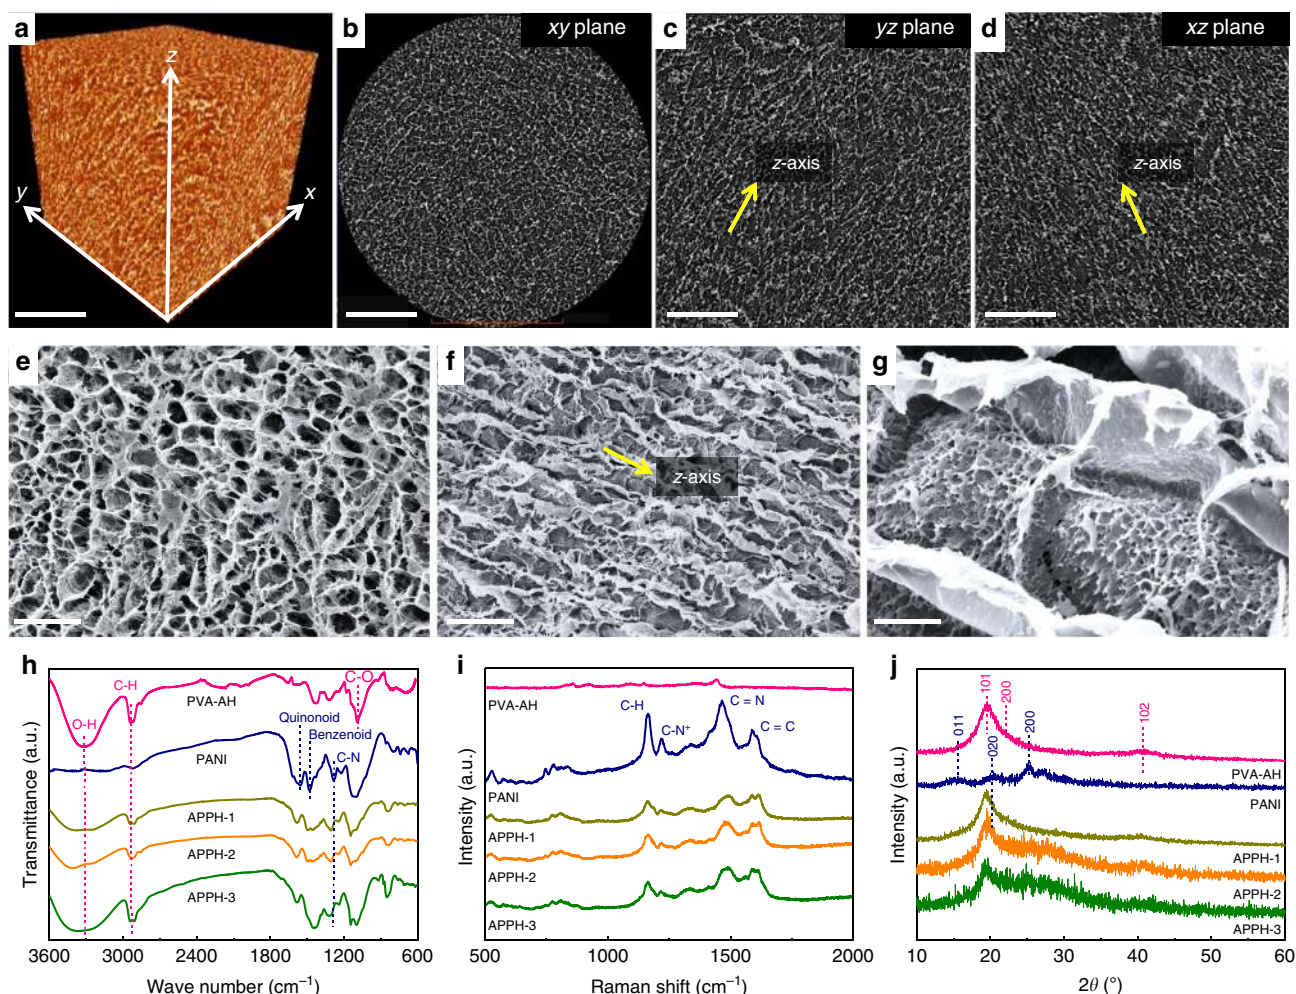 a
z
y
x
b
xy plane
c
yz plane
z-axis
d
xz plane
z-axis
e
f
z-axis
g
h
C-H
O-H
C-O
PVA-AH
Quinonoid
Benzenoid
C-N
PANI
APPH-1
APPH-2
APPH-3
Transmittance (a.u.)
3600 3000 2400 1800 1200 600
Wave number (cm⁻¹)
i
PVA-AH
C-H
C-N⁺
C = N
C = C
PANI
APPH-1
APPH-2
APPH-3
Intensity (a.u.)
500 1000 1500 2000
Raman shift (cm⁻¹)
j
101
200
102
011
020
200
PVA-AH
PANI
APPH-1
APPH-2
APPH-3
Intensity (a.u.)
10 20 30 40 50 60
2θ (°)